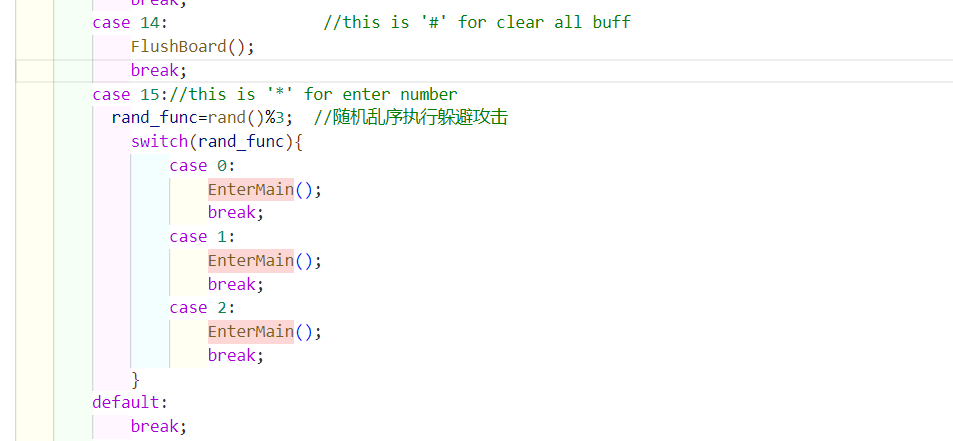 break;
case 14:                //this is '#' for clear all buff
    FlushBoard();
    break;
case 15://this is '*' for enter number
  rand_func=rand()%3;  //随机乱序执行躲避攻击
    switch(rand_func){
        case 0:
            EnterMain();
            break;
        case 1:
            EnterMain();
            break;
        case 2:
            EnterMain();
            break;
    }
default:
    break;